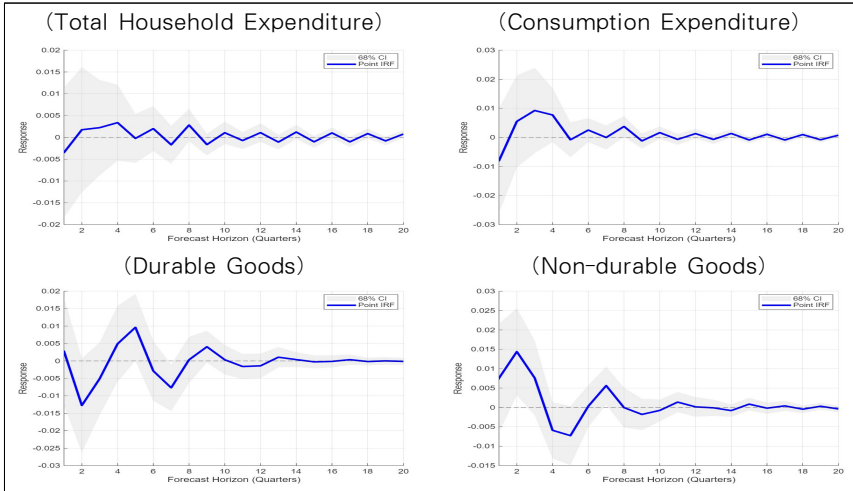 (Total Household Expenditure)
0.02
0.015
0.01
0.005
0
-0.005
-0.01
-0.015
-0.02
Response
68% CI
Point IRF
2 4 6 8 10 12 14 16 18 20
Forecast Horizon (Quarters)
(Consumption Expenditure)
0.03
0.02
0.01
0
-0.01
-0.02
-0.03
Response
68% CI
Point IRF
2 4 6 8 10 12 14 16 18 20
Forecast Horizon (Quarters)
(Durable Goods)
0.02
0.015
0.01
0.005
0
-0.005
-0.01
-0.015
-0.02
-0.025
-0.03
Response
68% CI
Point IRF
2 4 6 8 10 12 14 16 18 20
Forecast Horizon (Quarters)
(Non-durable Goods)
0.03
0.025
0.02
0.015
0.01
0.005
0
-0.005
-0.01
-0.015
Response
68% CI
Point IRF
2 4 6 8 10 12 14 16 18 20
Forecast Horizon (Quarters)